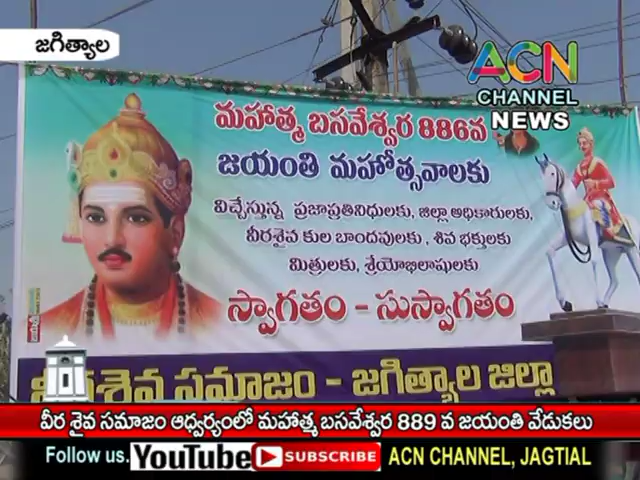 జగిత్యాల
ACN
CHANNEL
NEWS
మహాత్మ బసవేశ్వర 886వ
జయంతి మహోత్సవాలకు
విచ్చేస్తున్న ప్రజాప్రతినిధులకు, జిల్లా అధికారులకు,
వీరశైవ కుల బాందవులకు , శివ భక్తులకు
మిత్రులకు, శ్రేయోభిలాషులకు
స్వాగతం - సుస్వాగతం
వీరశైవ సమాజం - జగిత్యాల జిల్లా
వీర శైవ సమాజం ఆధ్వర్యంలో మహాత్మ బసవేశ్వర 889 వ జయంతి వేడుకలు
Follow us. YouTube SUBSCRIBE ACN CHANNEL, JAGTIAL